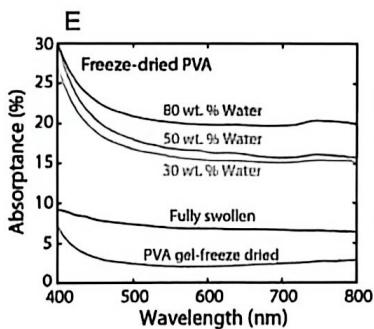 E
30
25
20
15
10
5
0
Absorptance (%)
Freeze-dried PVA
80 wt. % Water
50 wt. % Water
30 wt. % Water
Fully swollen
PVA gel-freeze dried
400 500 600 700 800
Wavelength (nm)